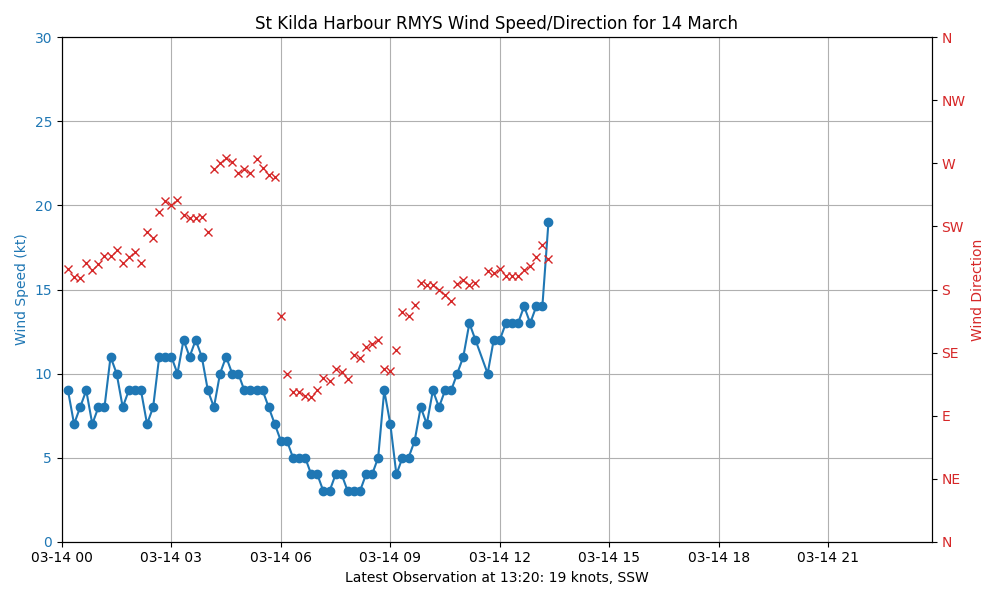 St Kilda Harbour RMYS Wind Speed/Direction for 14 March
Wind Speed (kt)
30
25
20
15
10
5
0
N
NW
W
SW
S
SE
E
NE
N
Wind Direction
03-14 00
03-14 03
03-14 06
03-14 09
03-14 12
03-14 15
03-14 18
03-14 21
Latest Observation at 13:20: 19 knots, SSW